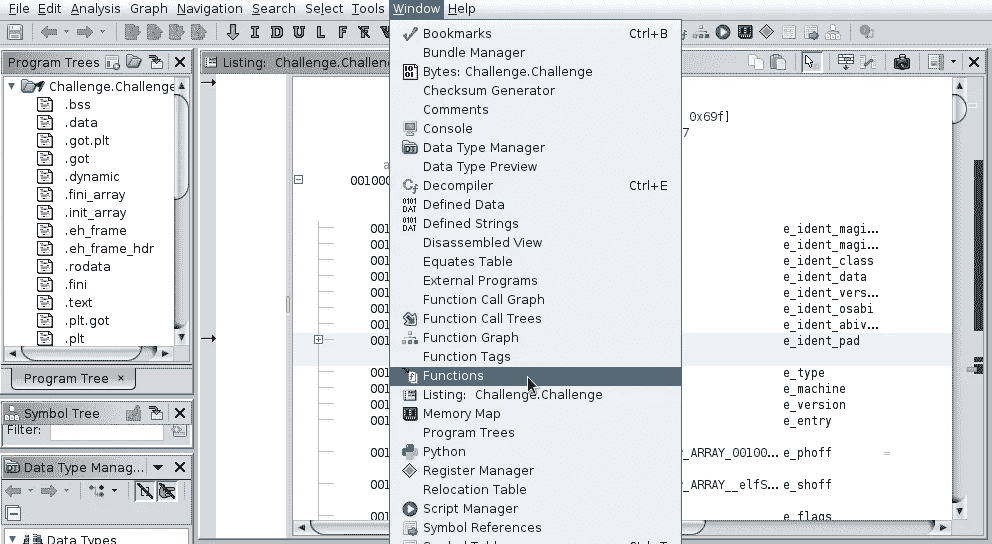 File Edit Analysis Graph Navigation Search Select Tools Window Help
I D U L F R V
Program Trees
Challenge.Challenge
.bss
.data
.got.plt
.got
.dynamic
.fini_array
.init_array
.eh_frame
.eh_frame_hdr
.rodata
.fini
.text
.plt.got
.plt
Program Tree ×
Symbol Tree
Filter:
Data Type Manag...
Data Types
Listing: Challenge.Challen
Bookmarks Ctrl+B
Bundle Manager
Bytes: Challenge.Challenge
Checksum Generator
Comments
Console
Data Type Manager
Data Type Preview
Decompiler Ctrl+E
Defined Data
Defined Strings
Disassembled View
Equates Table
External Programs
Function Call Graph
Function Call Trees
Function Graph
Function Tags
Functions
Listing: Challenge.Challenge
Memory Map
Program Trees
Python
Register Manager
Relocation Table
Script Manager
Symbol References
0x69f]
7
001000
001 e_ident_magi...
001 e_ident_magi...
001 e_ident_class
001 e_ident_data
001 e_ident_vers...
001 e_ident_osabi
001 e_ident_abiv...
001 e_ident_pad
001 e_type
001 e_machine
001 e_version
001 e_entry
001 _ARRAY_00100... e_phoff =
001 _ARRAY__elfS... e_shoff
001 e_flags